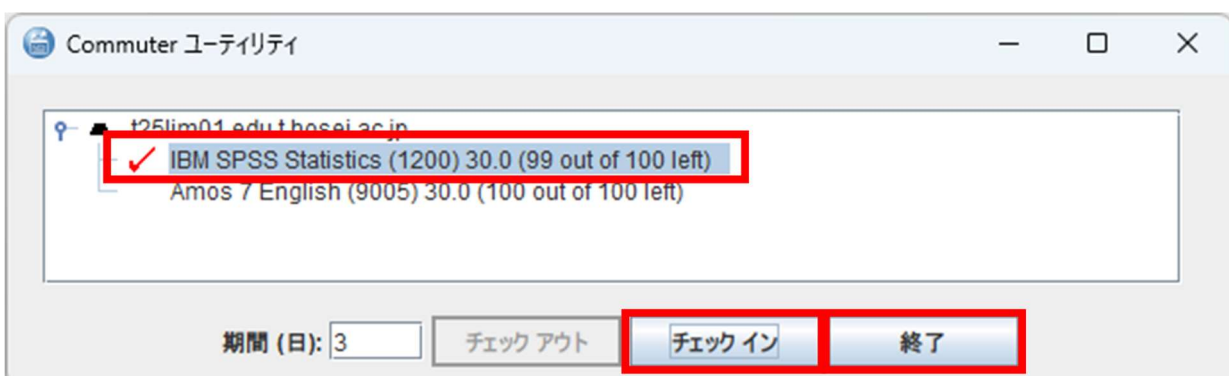 Commuter ユーティリティ
t25lim01.edu.t.hosei.ac.jp
IBM SPSS Statistics (1200) 30.0 (99 out of 100 left)
Amos 7 English (9005) 30.0 (100 out of 100 left)
期間 (日): 3 チェック アウト チェック イン 終了